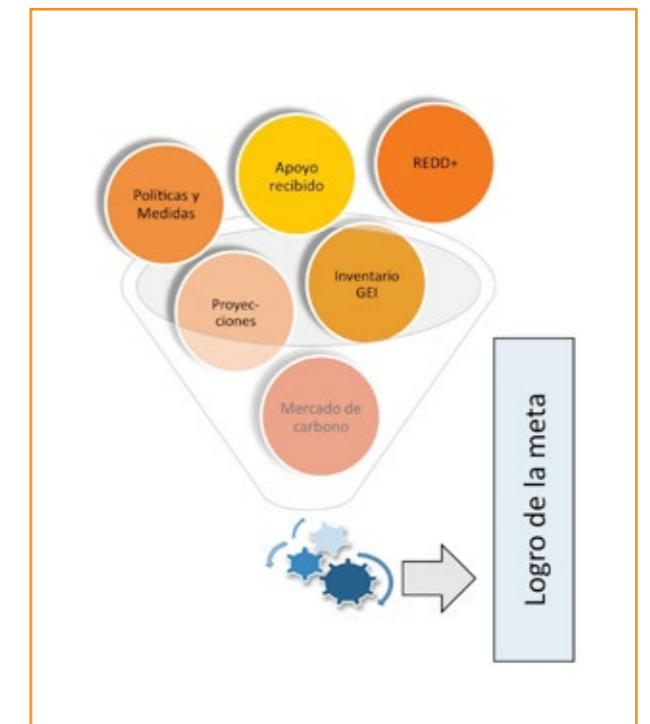 Políticas y
Medidas
Apoyo
recibido
REDD+
Proyec-
ciones
Inventario
GEI
Mercado de
carbono
Logro de la meta